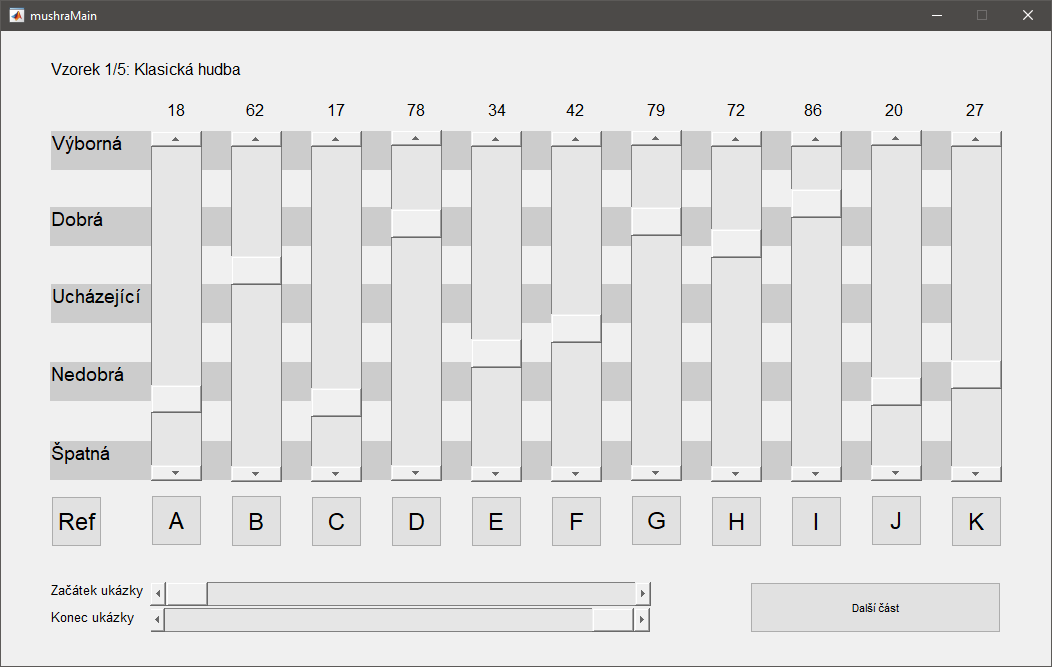 mushraMain
Vzorek 1/5: Klasická hudba
18 62 17 78 34 42 79 72 86 20 27
Výborná
Dobrá
Ucházející
Nedobrá
Špatná
Ref A B C D E F G H I J K
Začátek ukázky
Konec ukázky
Další část